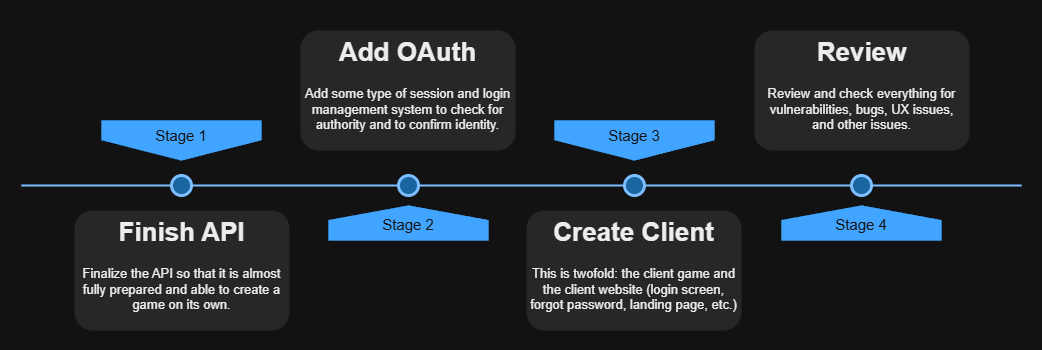 Stage 1
Finish API
Finalize the API so that it is almost
fully prepared and able to create a
game on its own.
Add OAuth
Add some type of session and login
management system to check for
authority and to confirm identity.
Stage 2
Stage 3
Create Client
This is twofold: the client game and
the client website (login screen,
forgot password, landing page, etc.)
Review
Review and check everything for
vulnerabilities, bugs, UX issues,
and other issues.
Stage 4